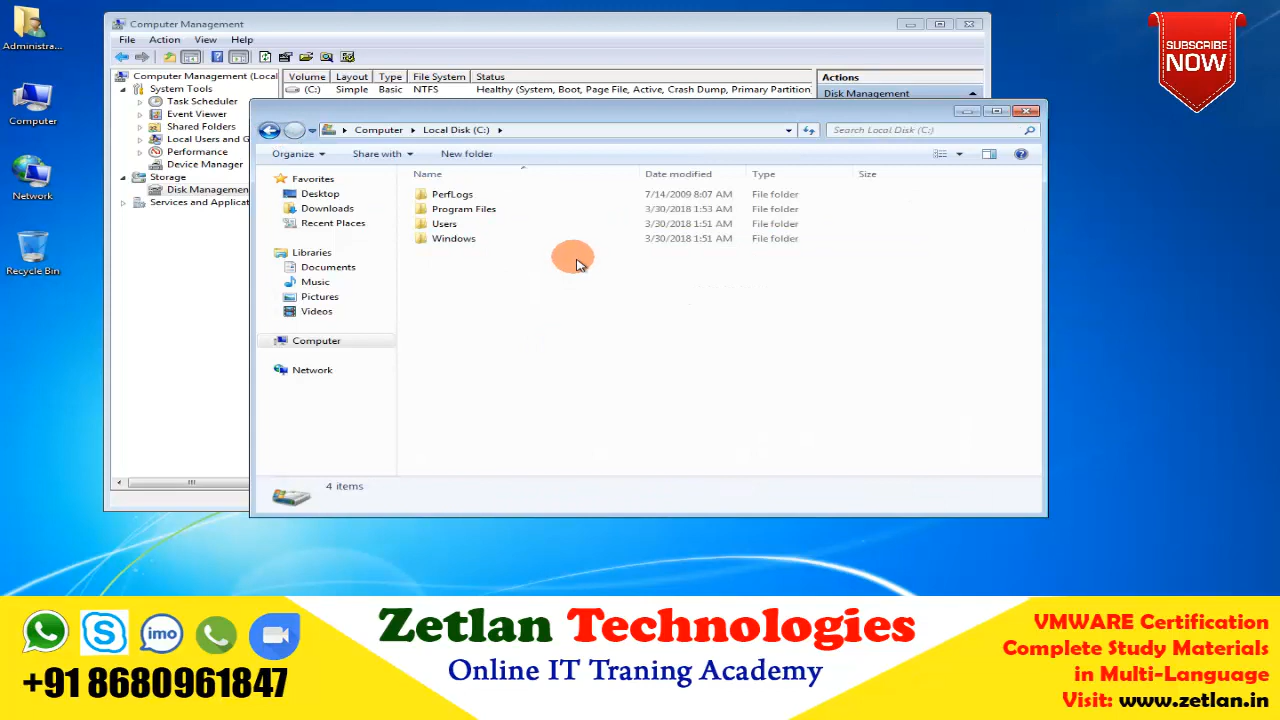 Administra...
Computer
Network
Recycle Bin
Computer Management
File Action View Help
Computer Management (Local
System Tools
Task Scheduler
Event Viewer
Shared Folders
Local Users and G
Performance
Device Manager
Storage
Disk Management
Services and Applicat
Volume Layout Type File System Status
(C:) Simple Basic NTFS Healthy (System, Boot, Page File, Active, Crash Dump, Primary Partition)
Actions
Disk Management
Computer Local Disk (C:)
Search Local Disk (C:)
Organize Share with New folder
Favorites
Desktop
Downloads
Recent Places
Libraries
Documents
Music
Pictures
Videos
Computer
Network
Name Date modified Type Size
PerfLogs 7/14/2009 8:07 AM File folder
Program Files 3/30/2018 1:53 AM File folder
Users 3/30/2018 1:51 AM File folder
Windows 3/30/2018 1:51 AM File folder
4 items
SUBSCRIBE
NOW
imo
+91 8680961847
Zetlan Technologies
Online IT Traning Academy
VMWARE Certification
Complete Study Materials
in Multi-Language
Visit: www.zetlan.in